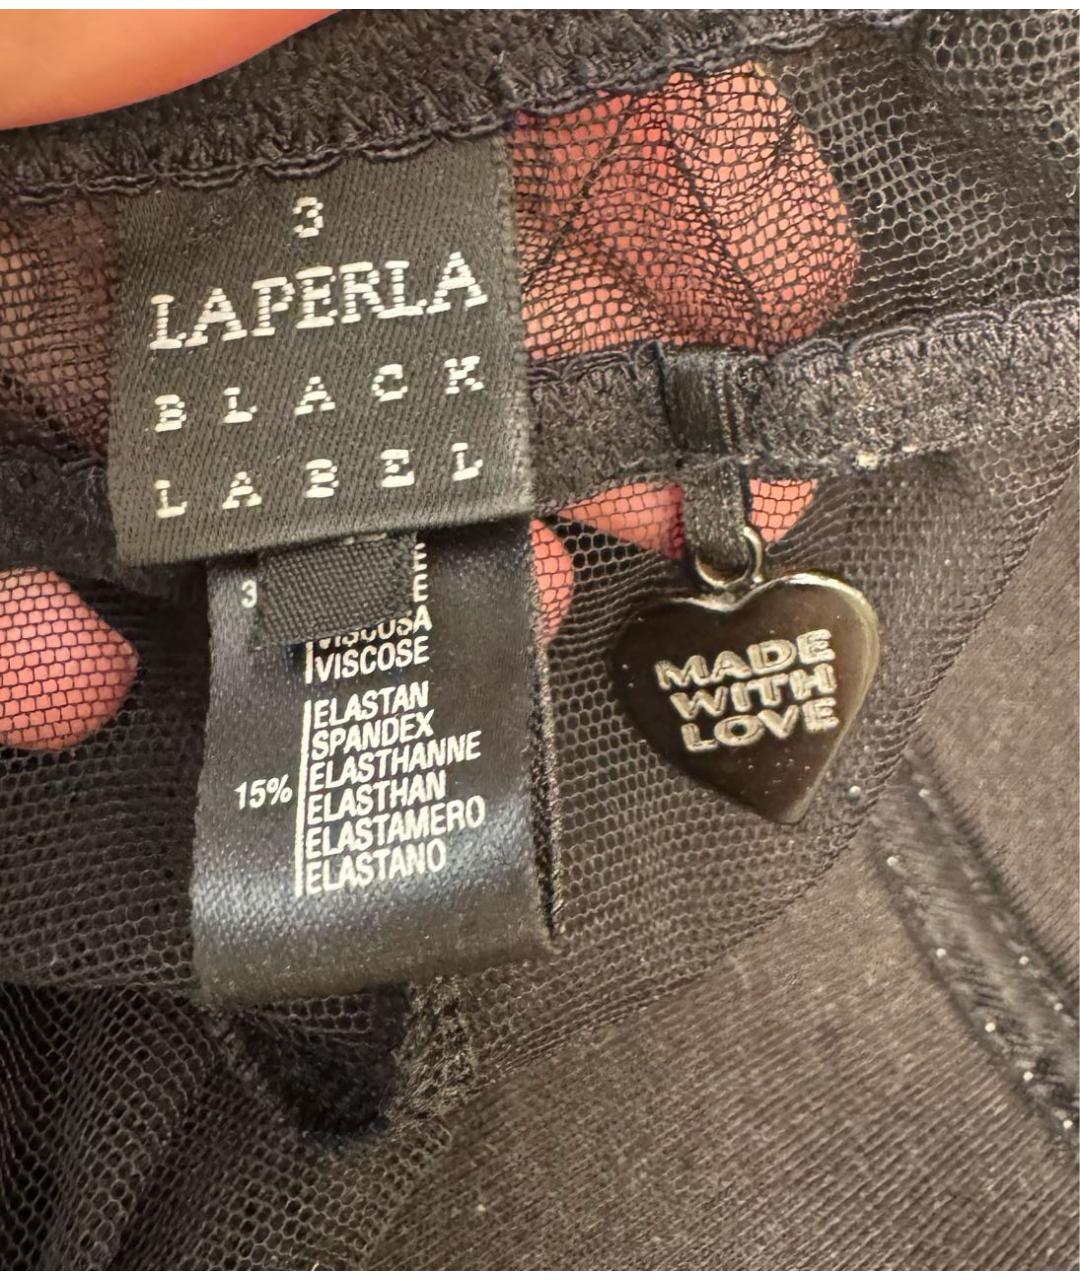 3
LAPERLA
BLACK
LABEL
3
VISCOSA
VISCOSE
ELASTAN
SPANDEX
ELASTHANNE
15% ELASTHAN
ELASTAMERO
ELASTANO
MADE
WITH
LOVE